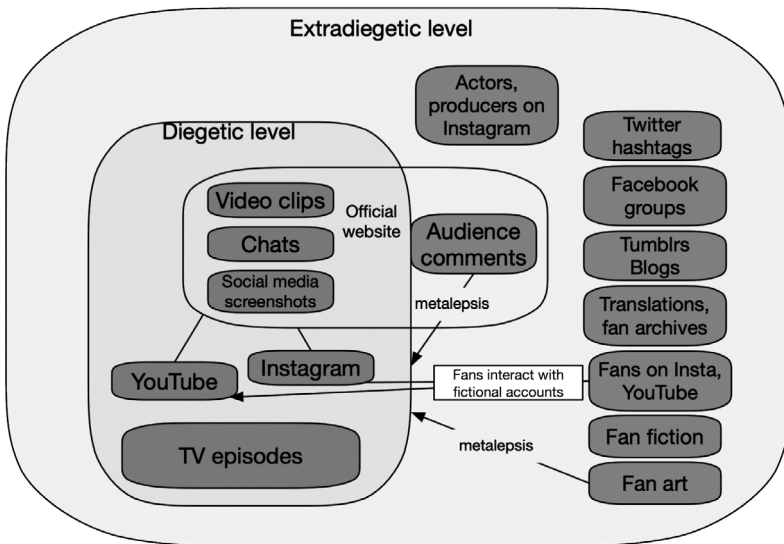 Extradiegetic level
Actors,
producers on
Instagram
Diegetic level
Twitter
hashtags
Video clips
Official
website
Facebook
groups
Chats
Audience
comments
Tumblrs
Blogs
Social media
screenshots
metalepsis
Translations,
fan archives
YouTube
Instagram
Fans interact with
fictional accounts
Fans on Insta,
YouTube
TV episodes
metalepsis
Fan fiction
Fan art